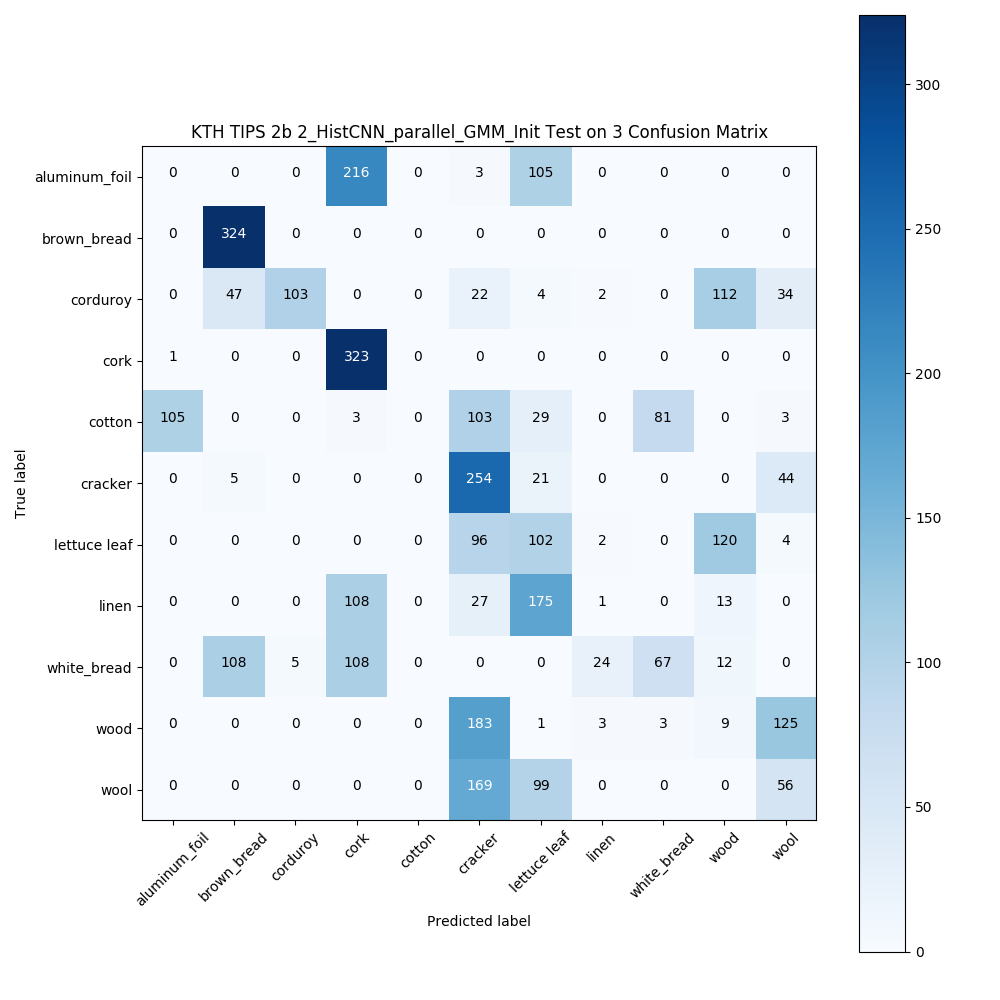 KTH TIPS 2b 2_HistCNN_parallel_GMM_Init Test on 3 Confusion Matrix
aluminum_foil 0 0 0 216 0 3 105 0 0 0 0
brown_bread 0 324 0 0 0 0 0 0 0 0 0
corduroy 0 47 103 0 0 22 4 2 0 112 34
cork 1 0 0 323 0 0 0 0 0 0 0
cotton 105 0 0 3 0 103 29 0 81 0 3
cracker 0 5 0 0 0 254 21 0 0 0 44
lettuce leaf 0 0 0 0 0 96 102 2 0 120 4
linen 0 0 0 108 0 27 175 1 0 13 0
white_bread 0 108 5 108 0 0 0 24 67 12 0
wood 0 0 0 0 0 183 1 3 3 9 125
wool 0 0 0 0 0 169 99 0 0 0 56
True label
aluminum_foil brown_bread corduroy cork cotton cracker lettuce leaf linen white_bread wood wool
Predicted label
300
250
200
150
100
50
0